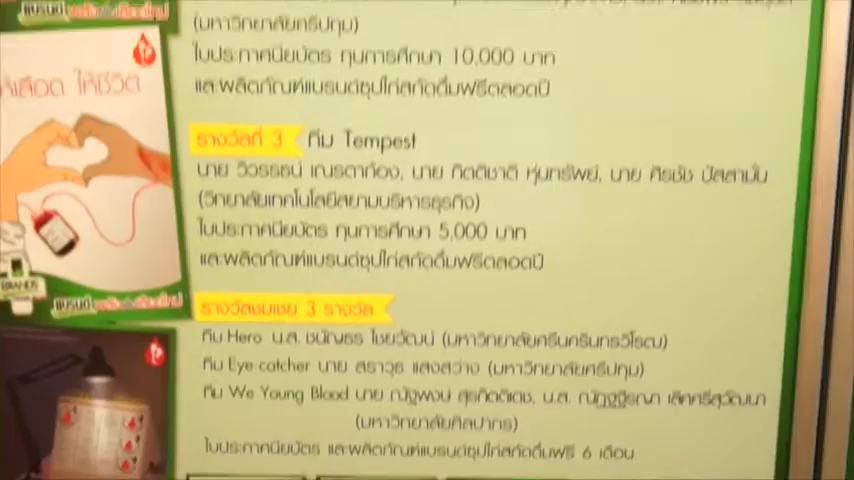 (มหาวิทยาลัยศรีปทุม)
ใบประกาศนียบัตร ทุนการศึกษา 10,000 บาท
และผลิตภัณฑ์แบรนด์ซุปไก่สกัดดื่มฟรีตลอดปี
ให้เลือด ให้ชีวิต
รางวัลที่ 3 ทีม Tempest
นาย วิวรรธน์ เณรตาก้อง, นาย กิตติชาติ หุ่นทรัพย์, นาย ศิรชัช ปัสสามั่น
(วิทยาลัยเทคโนโลยีสยามบริหารธุรกิจ)
ใบประกาศนียบัตร ทุนการศึกษา 5,000 บาท
และผลิตภัณฑ์แบรนด์ซุปไก่สกัดดื่มฟรีตลอดปี
BRAND'S
รางวัลชมเชย 3 รางวัล
ทีม Hero น.ส. ชนัญธร ไชยวัฒน์ (มหาวิทยาลัยศรีนครินทรวิโรฒ)
ทีม Eye-catcher นาย สราวุธ แสงสว่าง (มหาวิทยาลัยศรีปทุม)
ทีม We Young Blood นาย ณัฐพงษ์ สุรกิตติเดช, น.ส. ณัฏฐฐิรณา เลิศศรีสุวัฒนา
(มหาวิทยาลัยศิลปากร)
ใบประกาศนียบัตร และผลิตภัณฑ์แบรนด์ซุปไก่สกัดดื่มฟรี 6 เดือน